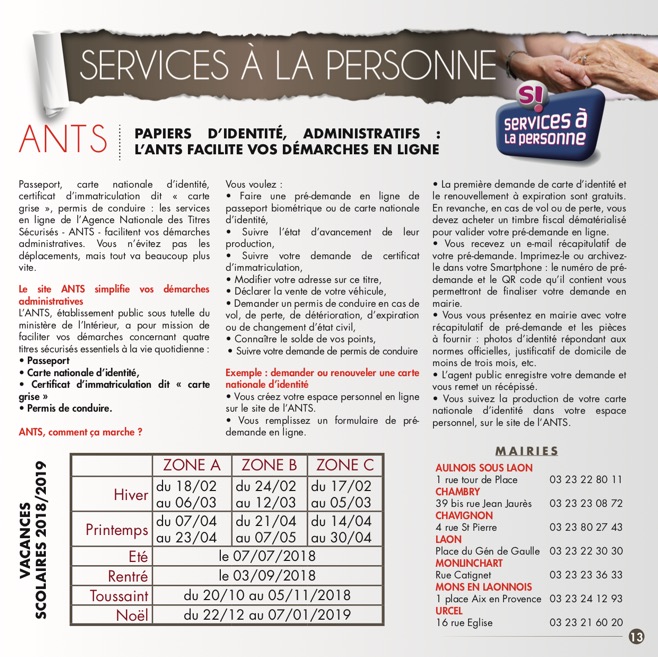 SERVICES À LA PERSONNE
S!
services à
la personne
ANTS
PAPIERS D'IDENTITÉ, ADMINISTRATIFS :
L'ANTS FACILITE VOS DÉMARCHES EN LIGNE
Passeport, carte nationale d'identité,
certificat d'immatriculation dit « carte
grise », permis de conduire : les services
en ligne de l'Agence Nationale des Titres
Sécurisés - ANTS - facilitent vos démarches
administratives. Vous n'évitez pas les
déplacements, mais tout va beaucoup plus
vite.
Le site ANTS simplifie vos démarches
administratives
L'ANTS, établissement public sous tutelle du
ministère de l'Intérieur, a pour mission de
faciliter vos démarches concernant quatre
titres sécurisés essentiels à la vie quotidienne :
• Passeport
• Carte nationale d'identité,
• Certificat d'immatriculation dit « carte
grise »
• Permis de conduire.
ANTS, comment ça marche ?
Vous voulez :
• Faire une pré-demande en ligne de
passeport biométrique ou de carte nationale
d'identité,
• Suivre l'état d'avancement de leur
production,
• Suivre votre demande de certificat
d'immatriculation,
• Modifier votre adresse sur ce titre,
• Déclarer la vente de votre véhicule,
• Demander un permis de conduire en cas de
vol, de perte, de détérioration, d'expiration
ou de changement d'état civil,
• Connaître le solde de vos points,
• Suivre votre demande de permis de conduire
Exemple : demander ou renouveler une carte
nationale d'identité
• Vous créez votre espace personnel en ligne
sur le site de l'ANTS.
• Vous remplissez un formulaire de pré-
demande en ligne.
• La première demande de carte d'identité et
le renouvellement à expiration sont gratuits.
En revanche, en cas de vol ou de perte, vous
devez acheter un timbre fiscal dématérialisé
pour valider votre pré-demande en ligne.
• Vous recevez un e-mail récapitulatif de
votre pré-demande. Imprimez-le ou archivez-
le dans votre Smartphone : le numéro de pré-
demande et le QR code qu'il contient vous
permettront de finaliser votre demande en
mairie.
• Vous vous présentez en mairie avec votre
récapitulatif de pré-demande et les pièces
à fournir : photos d'identité répondant aux
normes officielles, justificatif de domicile de
moins de trois mois, etc.
• L'agent public enregistre votre demande et
vous remet un récépissé.
• Vous suivez la production de votre carte
nationale d'identité dans votre espace
personnel, sur le site de l'ANTS.
VACANCES
SCOLAIRES 2018/2019
ZONE A ZONE B ZONE C
Hiver du 18/02 au 06/03 du 24/02 au 12/03 du 17/02 au 05/03
Printemps du 07/04 au 23/04 du 21/04 au 07/05 du 14/04 au 30/04
Eté le 07/07/2018
Rentré le 03/09/2018
Toussaint du 20/10 au 05/11/2018
Noël du 22/12 au 07/01/2019
MAIRIES
AULNOIS SOUS LAON
1 rue tour de Place 03 23 22 80 11
CHAMBRY
39 bis rue Jean Jaurès 03 23 23 08 72
CHAVIGNON
4 rue St Pierre 03 23 80 27 43
LAON
Place du Gén de Gaulle 03 23 22 30 30
MONLINCHART
Rue Catignet 03 23 23 36 33
MONS EN LAONNOIS
1 place Aix en Provence 03 23 24 12 93
URCEL
16 rue Eglise 03 23 21 60 20
13